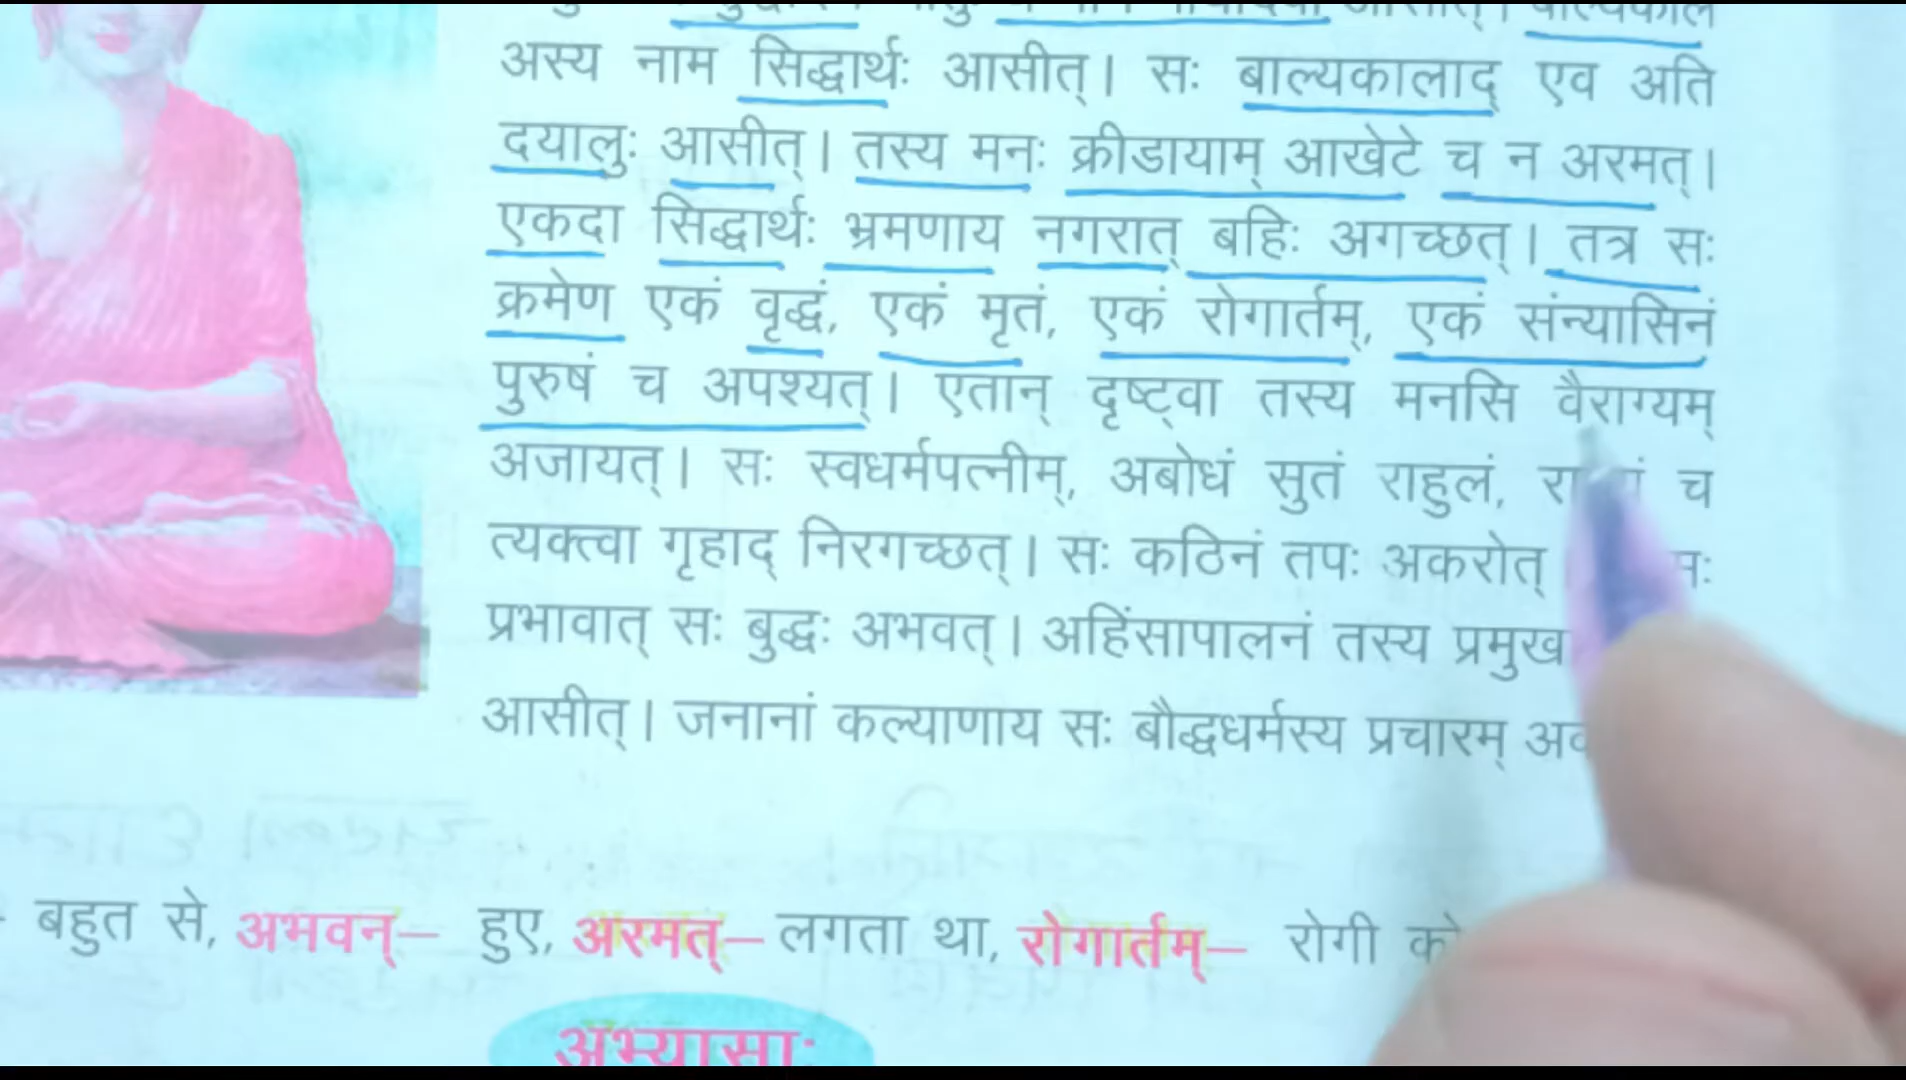 अस्य नाम सिद्धार्थः आसीत्। सः बाल्यकालाद् एव अति
दयालुः आसीत्। तस्य मनः क्रीडायाम् आखेटे च न अरमत्।
एकदा सिद्धार्थः भ्रमणाय नगरात् बहिः अगच्छत्। तत्र सः
क्रमेण एकं वृद्धं, एकं मृतं, एकं रोगार्तम्, एकं संन्यासिनं
पुरुषं च अपश्यत्। एतान् दृष्ट्वा तस्य मनसि वैराग्यम्
अजायत्। सः स्वधर्मपत्नीम्, अबोधं सुतं राहुलं, च
त्यक्त्वा गृहाद् निरगच्छत्। सः कठिनं तपः अकरोत्
प्रभावात् सः बुद्धः अभवत्। अहिंसापालनं तस्य प्रमुख
आसीत्। जनानां कल्याणाय सः बौद्धधर्मस्य प्रचारम्
बहुत से, अभवन्— हुए, अरमत्— लगता था, रोगार्तम्— रोगी को
अभ्यासाः